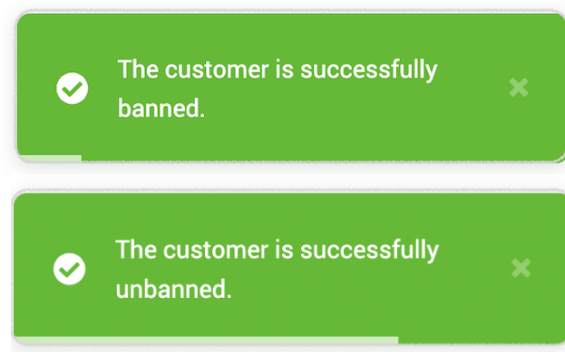 The customer is successfully
banned.
The customer is successfully
unbanned.